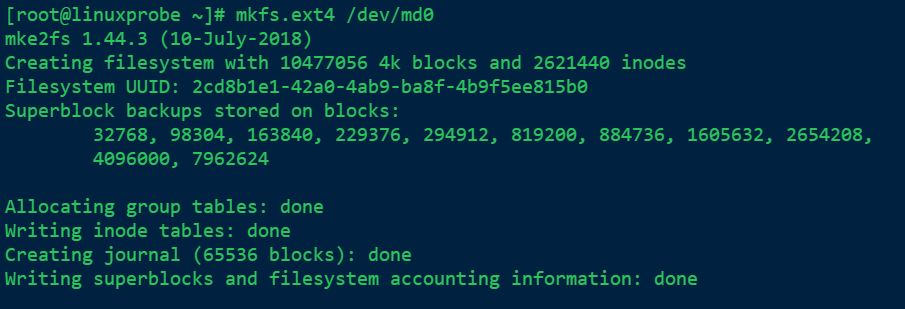 [root@linuxprobe ~]# mkfs.ext4 /dev/md0
mke2fs 1.44.3 (10-July-2018)
Creating filesystem with 10477056 4k blocks and 2621440 inodes
Filesystem UUID: 2cd8b1e1-42a0-4ab9-ba8f-4b9f5ee815b0
Superblock backups stored on blocks:
        32768, 98304, 163840, 229376, 294912, 819200, 884736, 1605632, 2654208,
        4096000, 7962624

Allocating group tables: done
Writing inode tables: done
Creating journal (65536 blocks): done
Writing superblocks and filesystem accounting information: done